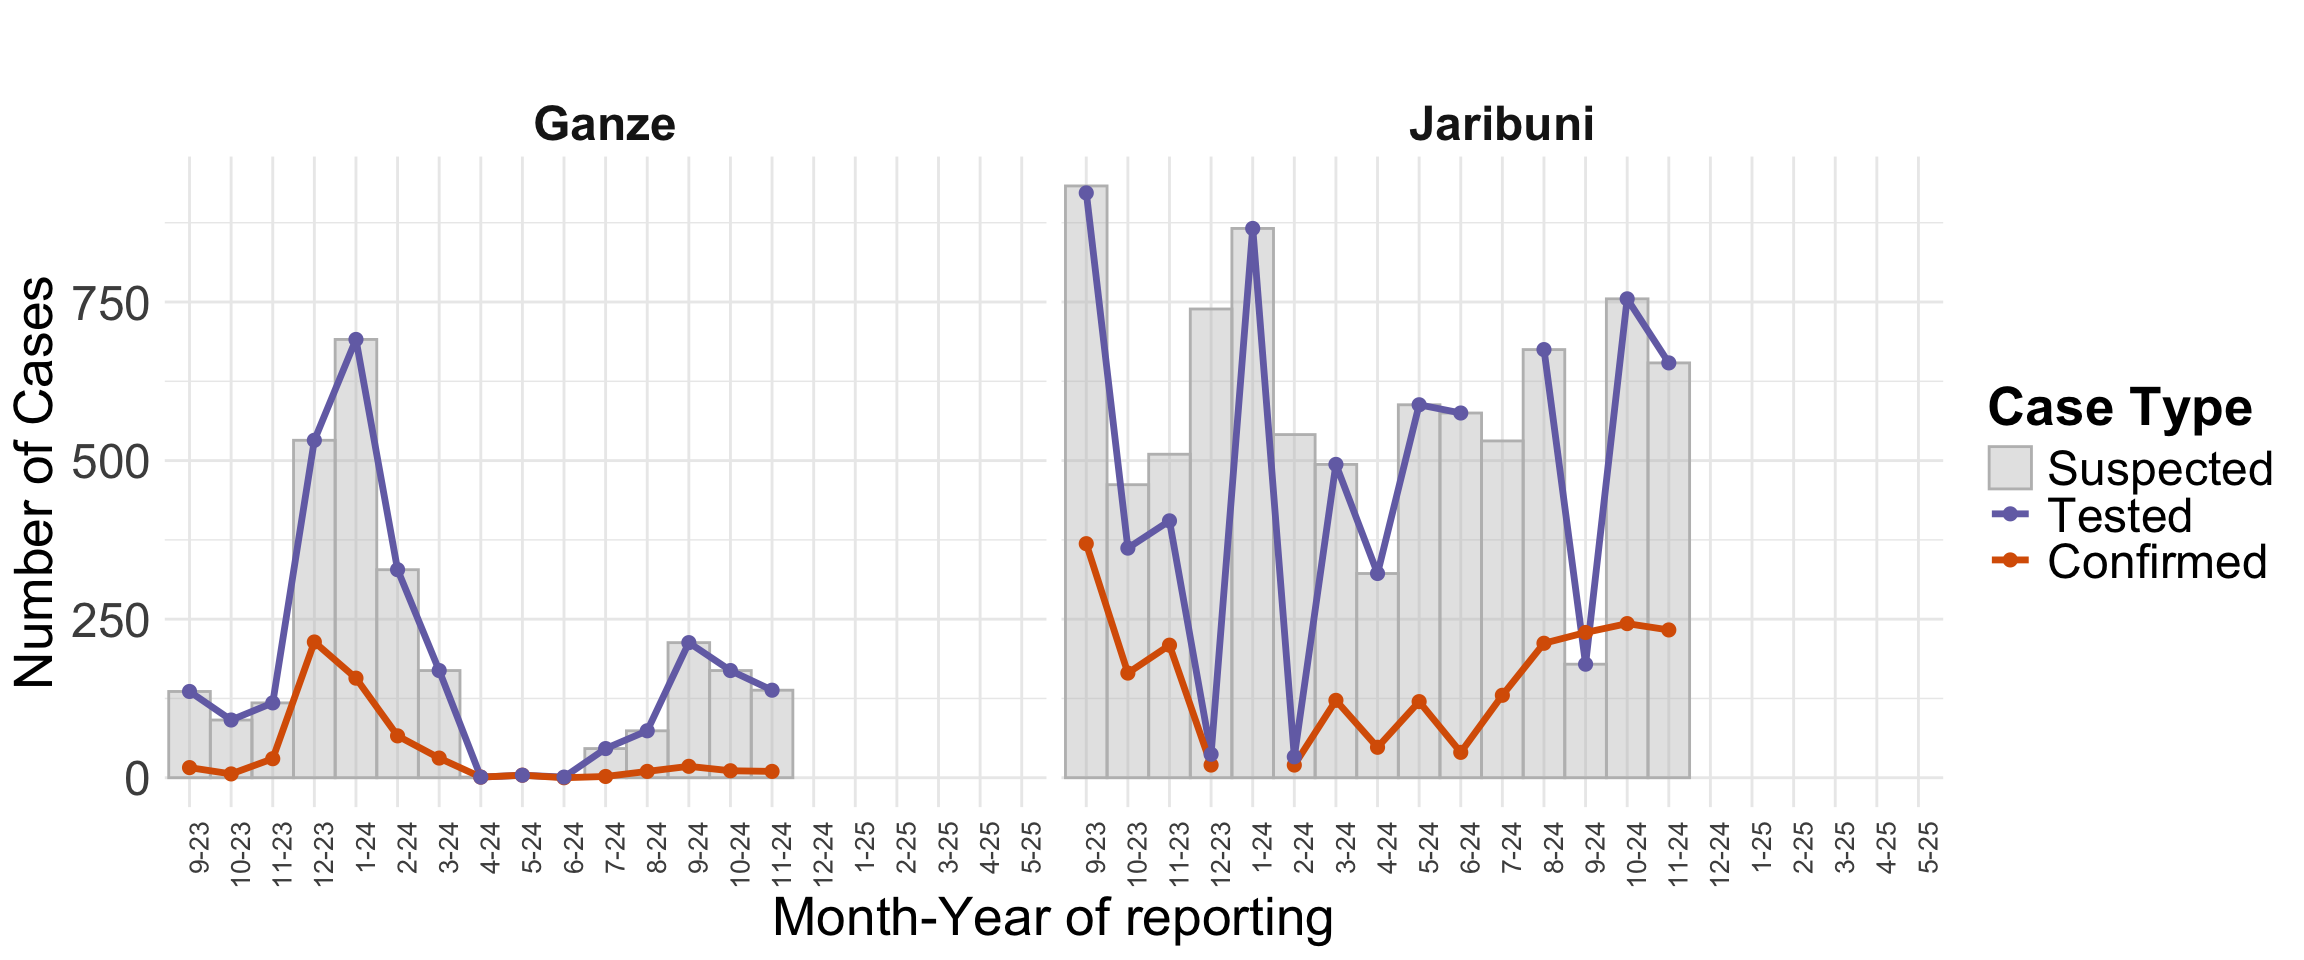 Ganze
Jaribuni
Number of Cases
750
500
250
0
9-23 10-23 11-23 12-23 1-24 2-24 3-24 4-24 5-24 6-24 7-24 8-24 9-24 10-24 11-24 12-24 1-25 2-25 3-25 4-25 5-25
9-23 10-23 11-23 12-23 1-24 2-24 3-24 4-24 5-24 6-24 7-24 8-24 9-24 10-24 11-24 12-24 1-25 2-25 3-25 4-25 5-25
Month-Year of reporting
Case Type
Suspected
Tested
Confirmed